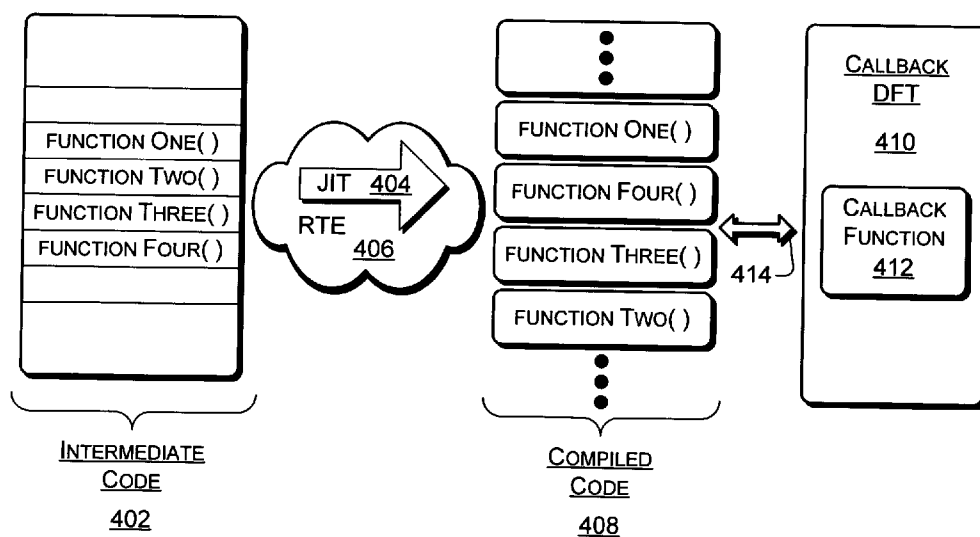 FUNCTION ONE( )
FUNCTION TWO( )
FUNCTION THREE( )
FUNCTION FOUR( )
INTERMEDIATE
CODE
402
JIT 404
RTE
406
FUNCTION ONE( )
FUNCTION FOUR( )
FUNCTION THREE( )
FUNCTION TWO( )
COMPILED
CODE
408
414
CALLBACK
DFT
410
CALLBACK
FUNCTION
412